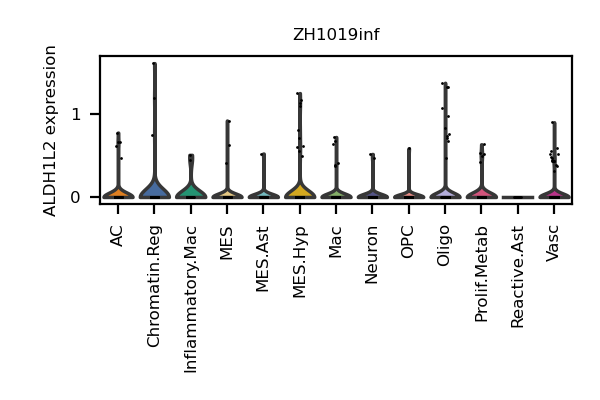 ZH1019inf
ALDH1L2 expression
1
0
AC
Chromatin.Reg
Inflammatory.Mac
MES
MES.Ast
MES.Hyp
Mac
Neuron
OPC
Oligo
Prolif.Metab
Reactive.Ast
Vasc